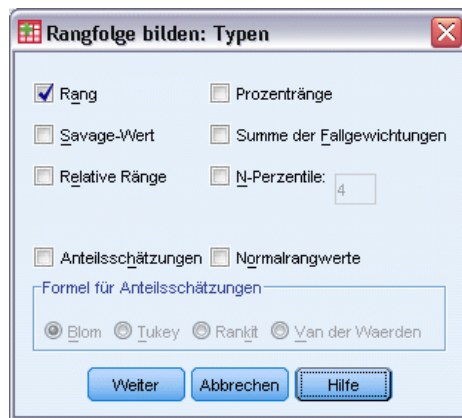 Rangfolge bilden: Typen
Rang Prozentränge
Savage-Wert Summe der Fallgewichtungen
Relative Ränge N-Perzentile: 4
Anteilsschätzungen Normalrangwerte
Formel für Anteilsschätzungen
Blom Tukey Rankit Van der Waerden
Weiter Abbrechen Hilfe